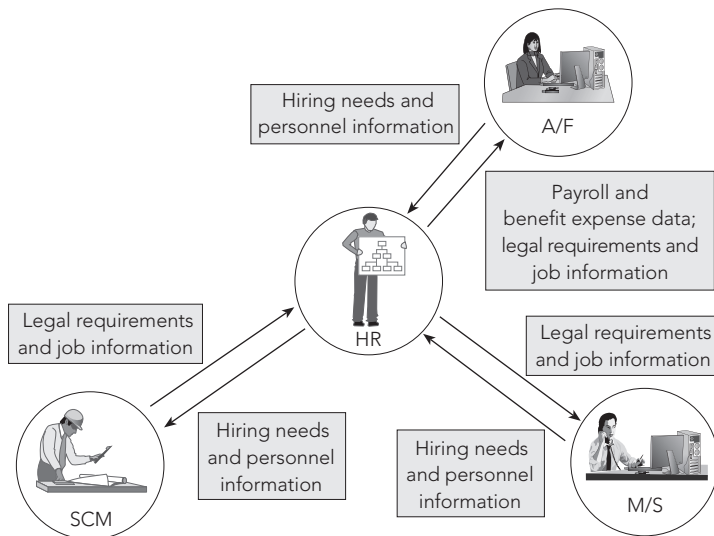 Hiring needs and
personnel information
A/F
Payroll and
benefit expense data;
legal requirements and
job information
HR
Legal requirements
and job information
Legal requirements
and job information
Hiring needs
and personnel
information
Hiring needs
and personnel
information
SCM
M/S